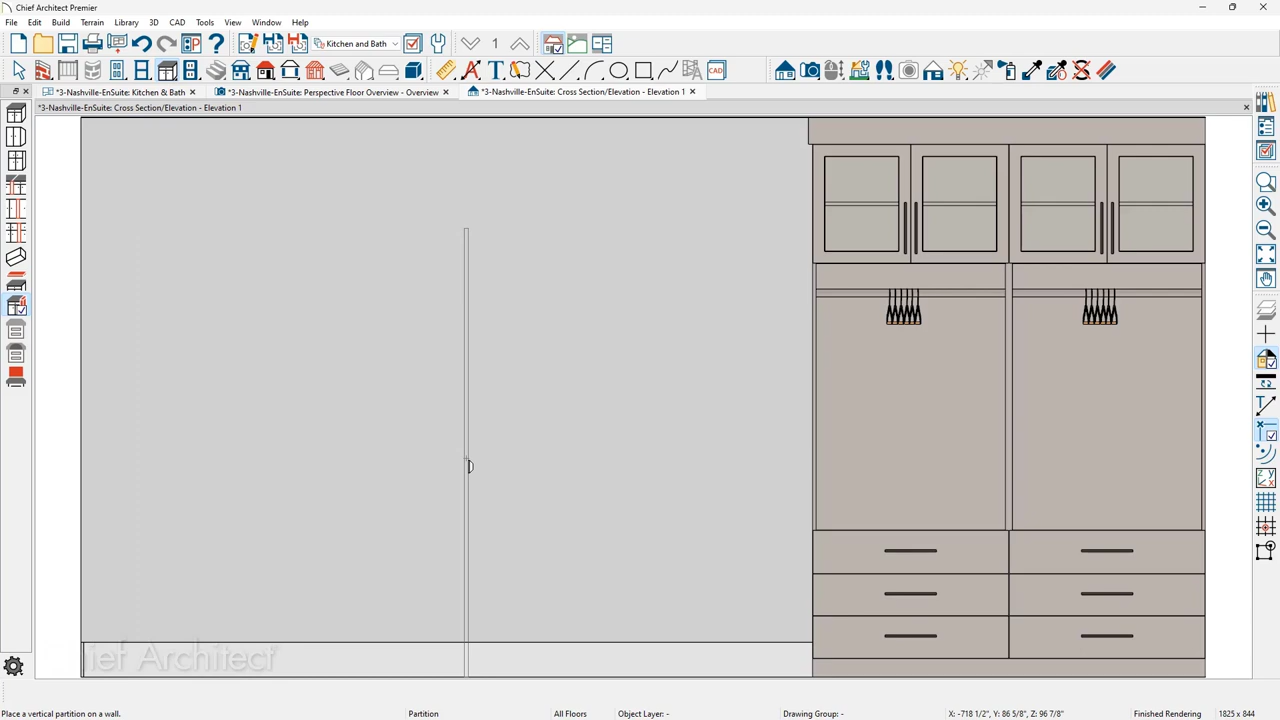 Chief Architect Premier
File Edit Build Terrain Library 3D CAD Tools View Window Help
Kitchen and Bath 1
*3-Nashville-EnSuite: Kitchen & Bath *3-Nashville-EnSuite: Perspective Floor Overview - Overview *3-Nashville-EnSuite: Cross Section/Elevation - Elevation 1
*3-Nashville-EnSuite: Cross Section/Elevation - Elevation 1
Chief Architect
Place a vertical partition on a wall. Partition All Floors Object Layer: - Drawing Group: - X: -718 1/2", Y: 86 5/8", Z: 96 7/8" Finished Rendering 1825 x 844